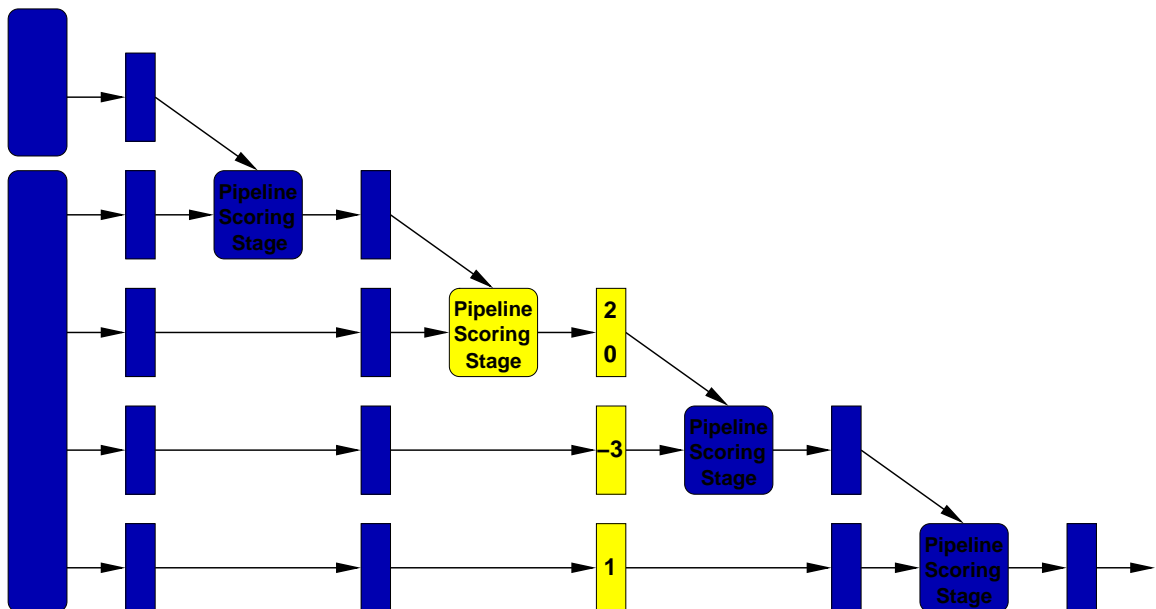 Pipeline
Scoring
Stage
Pipeline
Scoring
Stage
2
0
Pipeline
Scoring
Stage
−3
Pipeline
Scoring
Stage
1